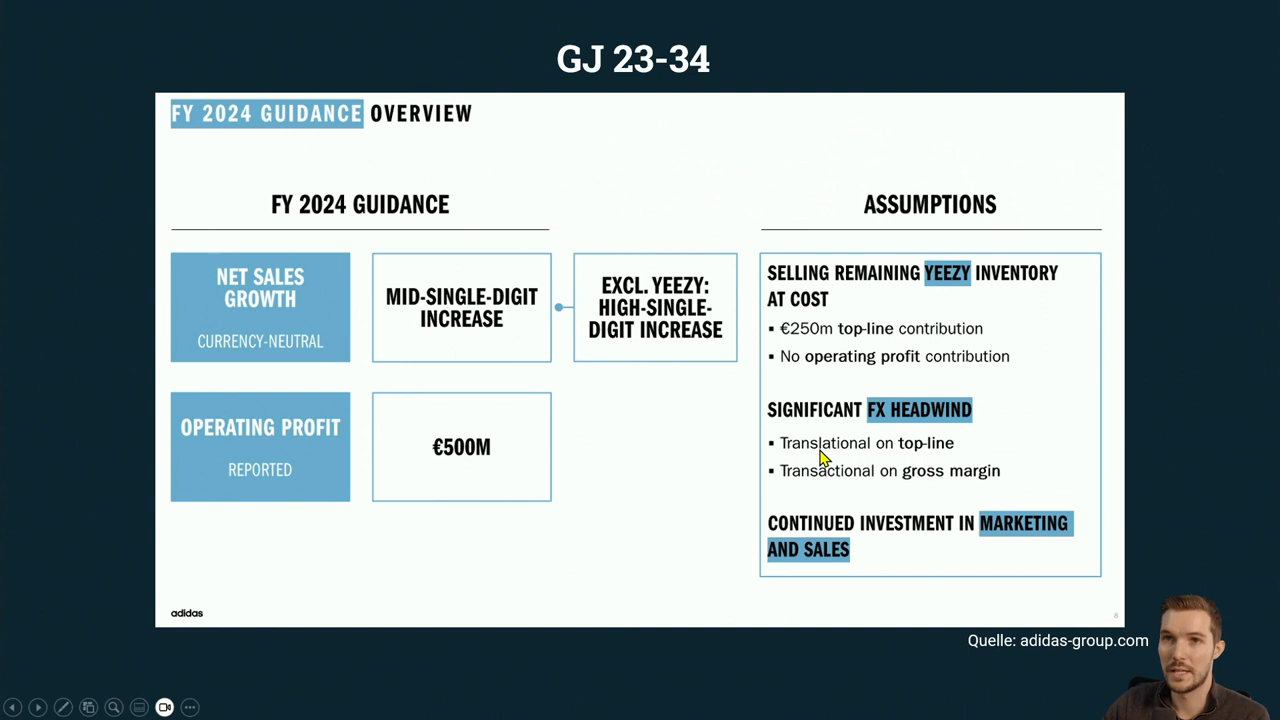 GJ 23-34
FY 2024 GUIDANCE OVERVIEW
FY 2024 GUIDANCE
NET SALES
GROWTH
CURRENCY-NEUTRAL
MID-SINGLE-DIGIT
INCREASE
EXCL. YEEZY:
HIGH-SINGLE-
DIGIT INCREASE
OPERATING PROFIT
REPORTED
€500M
ASSUMPTIONS
SELLING REMAINING YEEZY INVENTORY
AT COST
▪ €250m top-line contribution
▪ No operating profit contribution
SIGNIFICANT FX HEADWIND
▪ Translational on top-line
▪ Transactional on gross margin
CONTINUED INVESTMENT IN MARKETING
AND SALES
adidas
8
Quelle: adidas-group.com